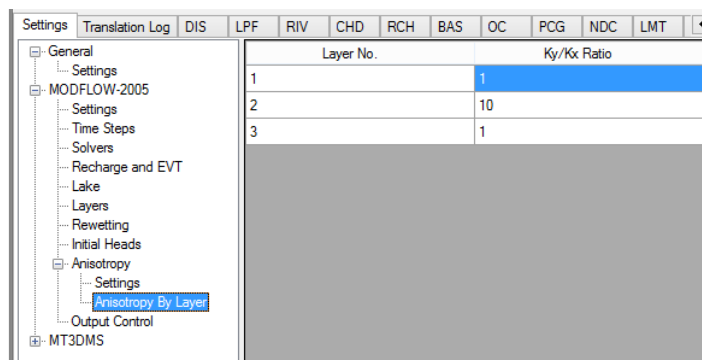 Settings Translation Log DIS LPF RIV CHD RCH BAS OC PCG NDC LMT
General
Settings
MODFLOW-2005
Settings
Time Steps
Solvers
Recharge and EVT
Lake
Layers
Rewetting
Initial Heads
Anisotropy
Settings
Anisotropy By Layer
Output Control
MT3DMS
Layer No. Ky/Kx Ratio
1 1
2 10
3 1